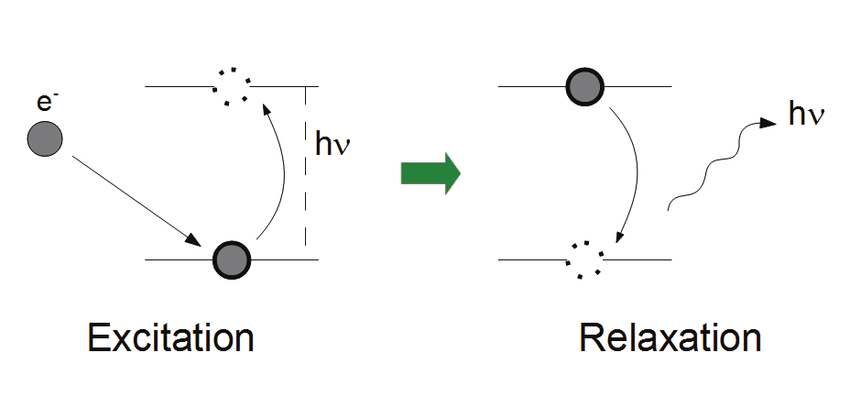 e⁻
hν
hν
Excitation
Relaxation